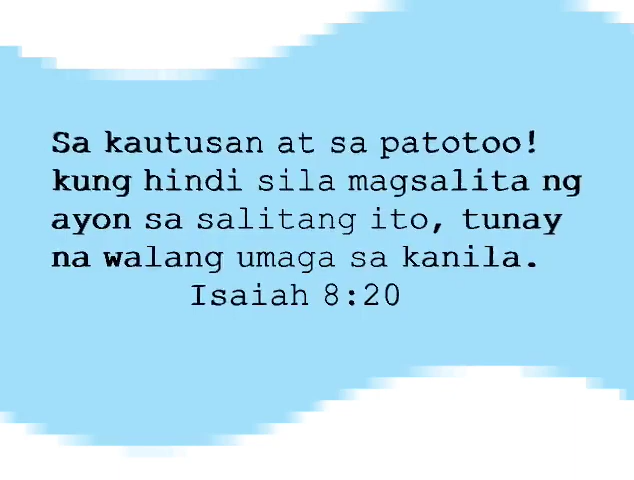 Sa kautusan at sa patotoo!
kung hindi sila magsalita ng
ayon sa salitang ito, tunay
na walang umaga sa kanila.
Isaiah 8:20